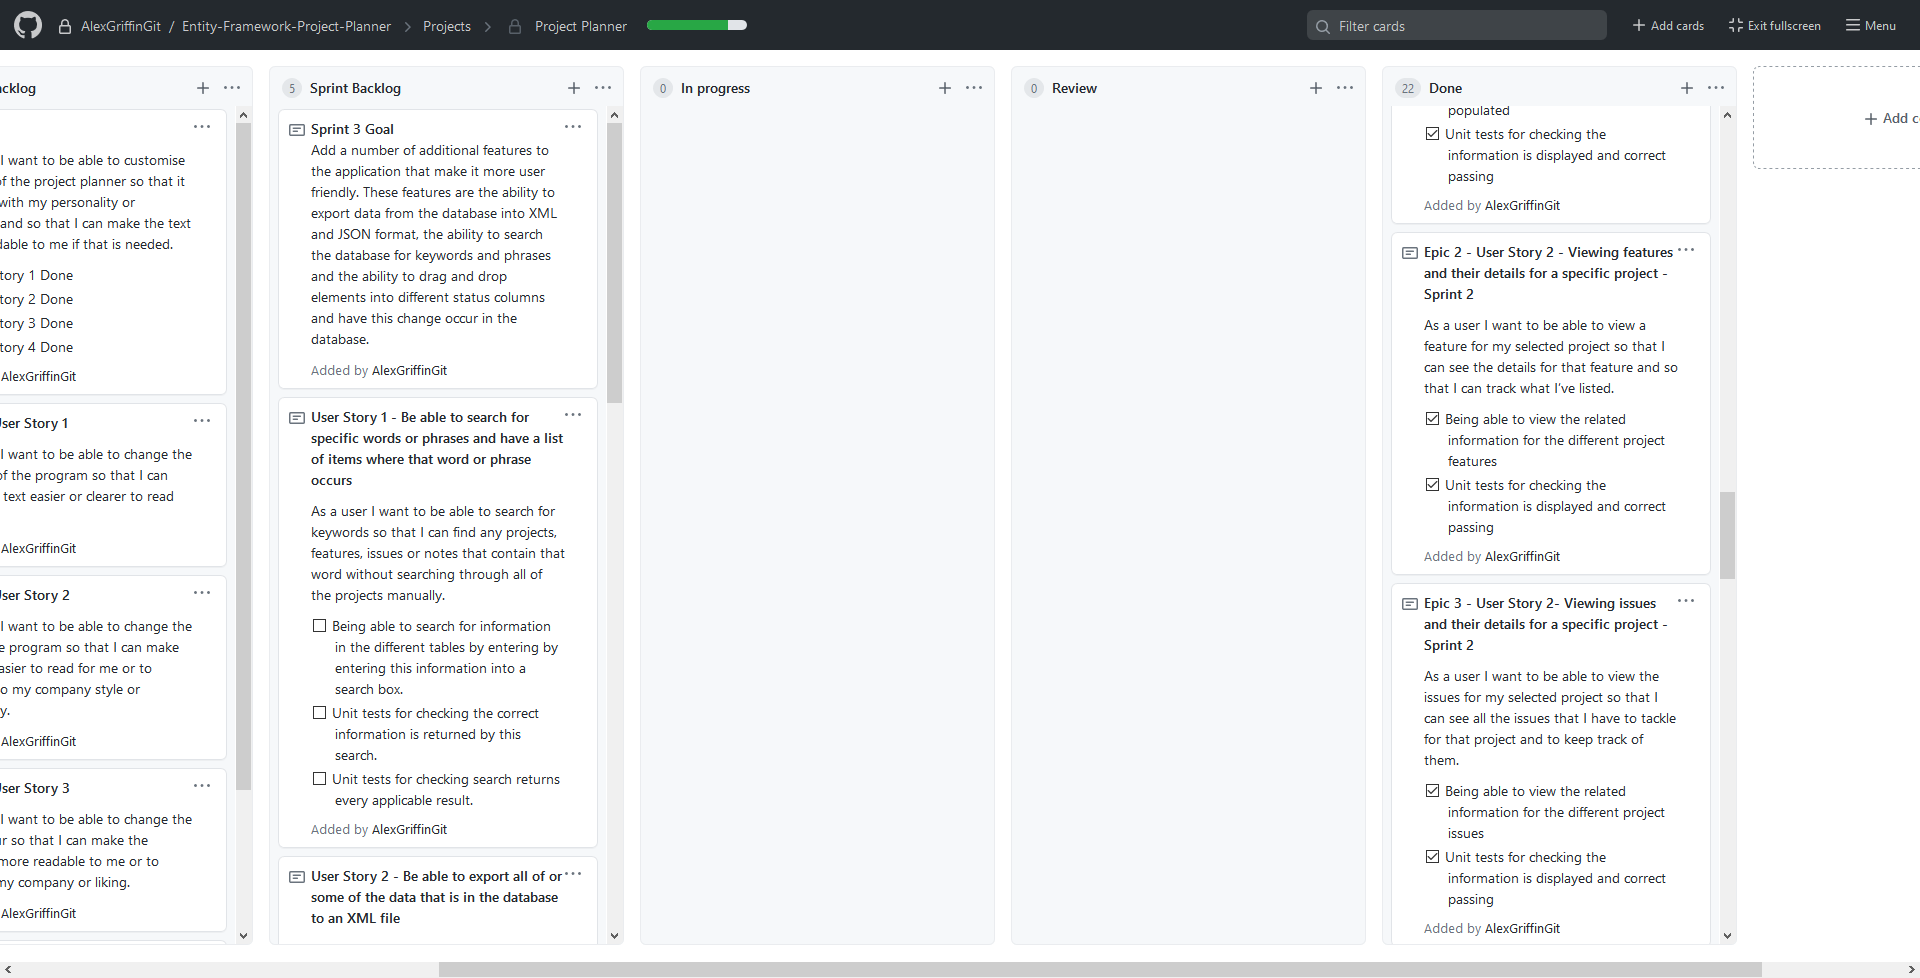 AlexGriffinGit / Entity-Framework-Project-Planner > Projects > Project Planner
Filter cards
Add cards
Exit fullscreen
Menu
acklog
I want to be able to customise
of the project planner so that it
with my personality or
and so that I can make the text
dable to me if that is needed.
tory 1 Done
tory 2 Done
tory 3 Done
tory 4 Done
AlexGriffinGit
User Story 1
I want to be able to change the
of the program so that I can
text easier or clearer to read
AlexGriffinGit
User Story 2
I want to be able to change the
e program so that I can make
asier to read for me or to
o my company style or
y.
AlexGriffinGit
User Story 3
I want to be able to change the
ur so that I can make the
more readable to me or to
my company or liking.
AlexGriffinGit
5 Sprint Backlog
Sprint 3 Goal
Add a number of additional features to
the application that make it more user
friendly. These features are the ability to
export data from the database into XML
and JSON format, the ability to search
the database for keywords and phrases
and the ability to drag and drop
elements into different status columns
and have this change occur in the
database.
Added by AlexGriffinGit
User Story 1 - Be able to search for
specific words or phrases and have a list
of items where that word or phrase
occurs
As a user I want to be able to search for
keywords so that I can find any projects,
features, issues or notes that contain that
word without searching through all of
the projects manually.
Being able to search for information
in the different tables by entering by
entering this information into a
search box.
Unit tests for checking the correct
information is returned by this
search.
Unit tests for checking search returns
every applicable result.
Added by AlexGriffinGit
User Story 2 - Be able to export all of or
some of the data that is in the database
to an XML file
0 In progress
0 Review
22 Done
populated
Unit tests for checking the
information is displayed and correct
passing
Added by AlexGriffinGit
Epic 2 - User Story 2 - Viewing features
and their details for a specific project -
Sprint 2
As a user I want to be able to view a
feature for my selected project so that I
can see the details for that feature and so
that I can track what I've listed.
Being able to view the related
information for the different project
features
Unit tests for checking the
information is displayed and correct
passing
Added by AlexGriffinGit
Epic 3 - User Story 2- Viewing issues
and their details for a specific project -
Sprint 2
As a user I want to be able to view the
issues for my selected project so that I
can see all the issues that I have to tackle
for that project and to keep track of
them.
Being able to view the related
information for the different project
issues
Unit tests for checking the
information is displayed and correct
passing
Added by AlexGriffinGit
Add c